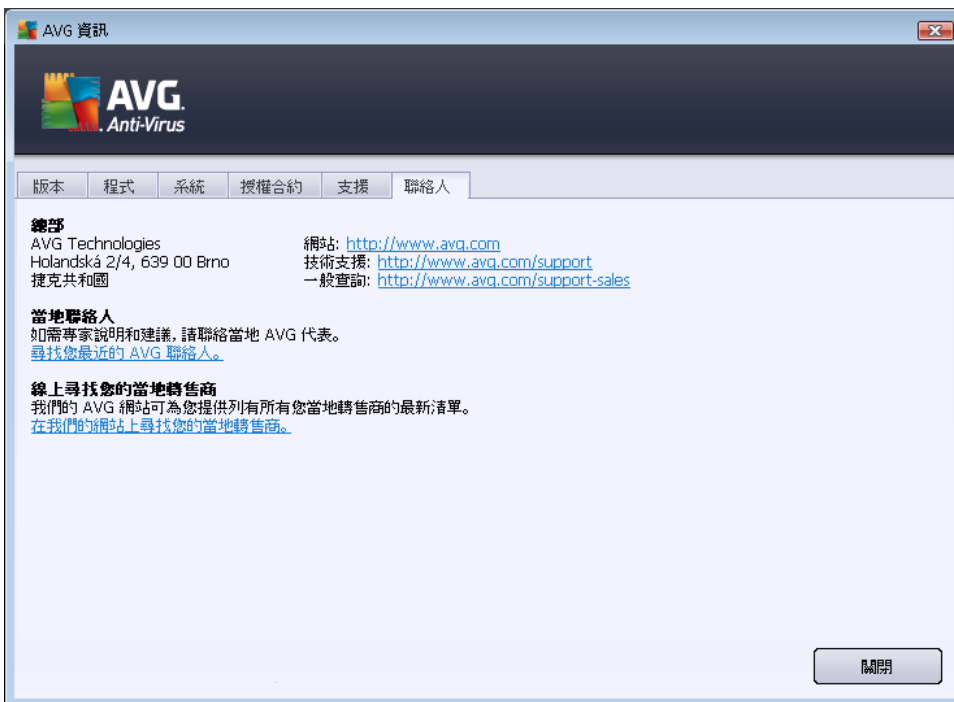 AVG 資訊
AVG.
Anti-Virus
版本 程式 系統 授權合約 支援 聯絡人
總部
AVG Technologies
Holandská 2/4, 639 00 Brno
捷克共和國
網站: http://www.avg.com
技術支援: http://www.avg.com/support
一般查詢: http://www.avg.com/support-sales
當地聯絡人
如需專家說明和建議, 請聯絡當地 AVG 代表。
尋找您最近的 AVG 聯絡人。
線上尋找您的當地轉售商
我們的 AVG 網站可為您提供列有所有您當地轉售商的最新清單。
在我們的網站上尋找您的當地轉售商。
關閉